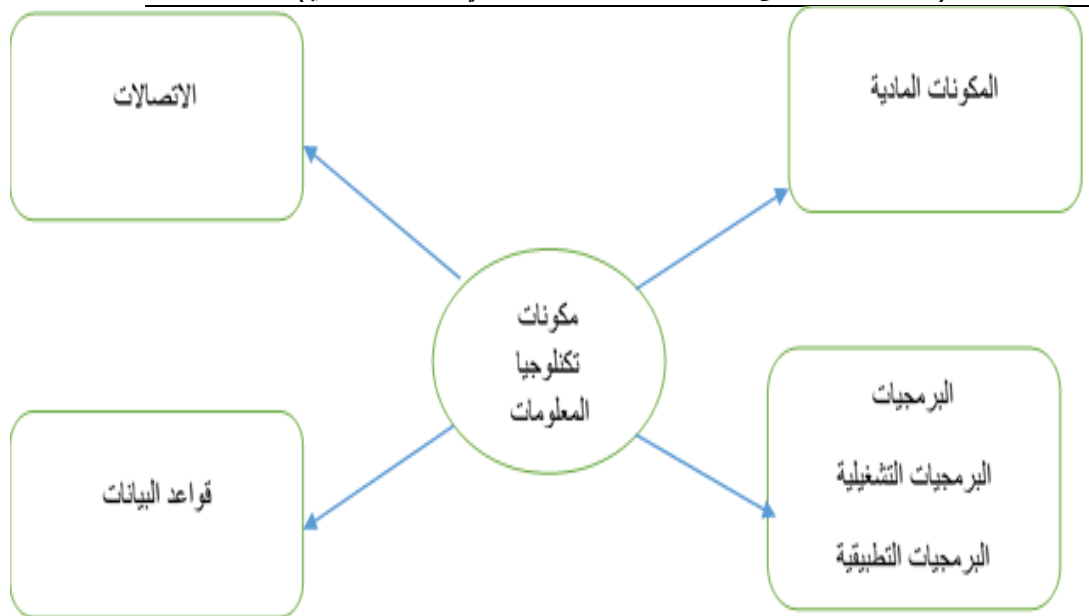 المكونات المادية
الاتصالات
مكونات
تكنلوجيا
المعلومات
البرمجيات
البرمجيات التشغيلية
البرمجيات التطبيقية
قواعد البيانات